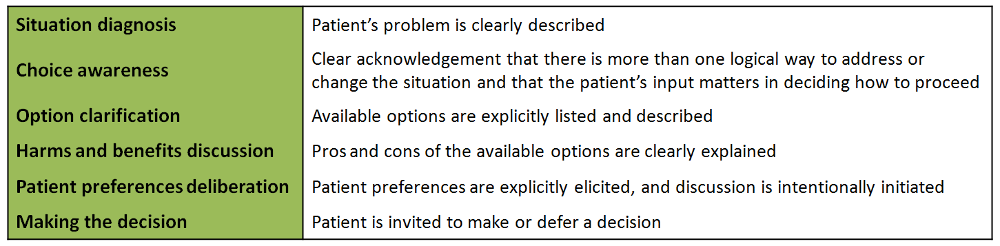 Situation diagnosis
Patient’s problem is clearly described
Choice awareness
Clear acknowledgement that there is more than one logical way to address or
change the situation and that the patient’s input matters in deciding how to proceed
Option clarification
Available options are explicitly listed and described
Harms and benefits discussion
Pros and cons of the available options are clearly explained
Patient preferences deliberation
Patient preferences are explicitly elicited, and discussion is intentionally initiated
Making the decision
Patient is invited to make or defer a decision